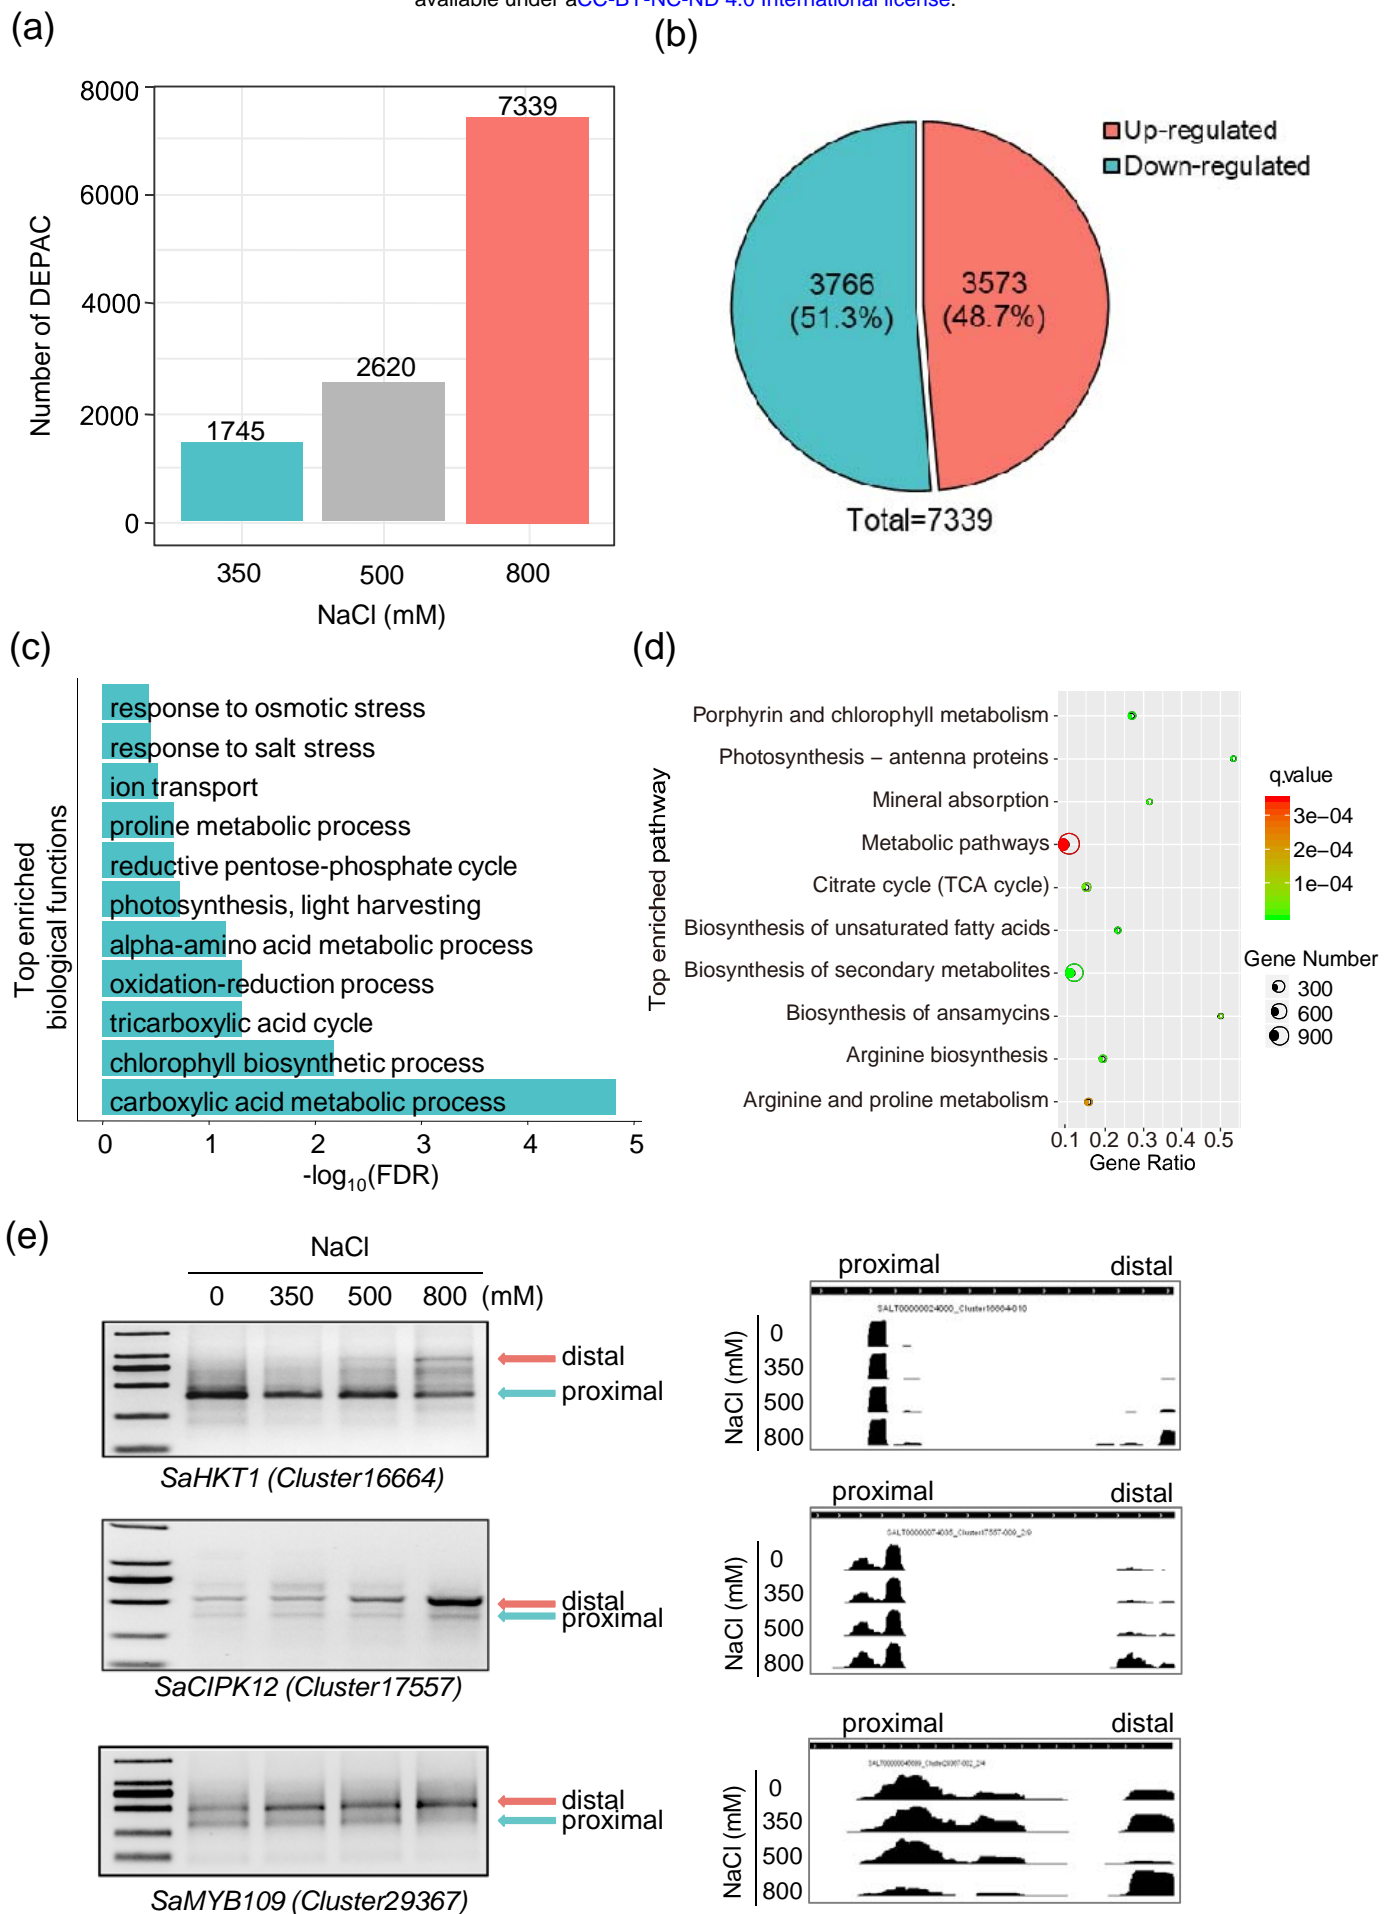 available under aCC-BY-NC-ND 4.0 International license.
(a)
(b)
8000
6000
4000
2000
0
Number of DEPAC
7339
2620
1745
350
500
800
NaCl (mM)
Up-regulated
Down-regulated
3766
(51.3%)
3573
(48.7%)
Total=7339
(c)
(d)
Top enriched
biological functions
response to osmotic stress
response to salt stress
ion transport
proline metabolic process
reductive pentose-phosphate cycle
photosynthesis, light harvesting
alpha-amino acid metabolic process
oxidation-reduction process
tricarboxylic acid cycle
chlorophyll biosynthetic process
carboxylic acid metabolic process
0 1 2 3 4 5
-log10(FDR)
Top enriched pathway
Porphyrin and chlorophyll metabolism
Photosynthesis – antenna proteins
Mineral absorption
Metabolic pathways
Citrate cycle (TCA cycle)
Biosynthesis of unsaturated fatty acids
Biosynthesis of secondary metabolites
Biosynthesis of ansamycins
Arginine biosynthesis
Arginine and proline metabolism
0.1 0.2 0.3 0.4 0.5
Gene Ratio
q.value
3e−04
2e−04
1e−04
Gene Number
300
600
900
(e)
NaCl
0 350 500 800 (mM)
distal
proximal
SaHKT1 (Cluster16664)
distal
proximal
SaCIPK12 (Cluster17557)
distal
proximal
SaMYB109 (Cluster29367)
proximal distal
SALT00000024000_Cluster16664-010
NaCl (mM)
0
350
500
800
proximal distal
SALT00000074035_Cluster17557-009_2/9
NaCl (mM)
0
350
500
800
proximal distal
NaCl (mM)
0
350
500
800